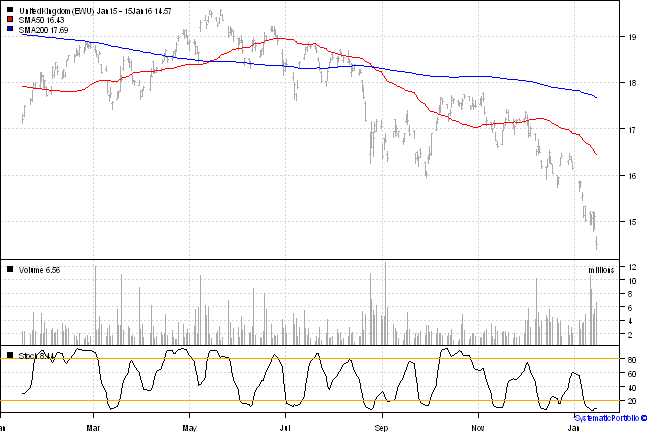 UnitedKingdom (EWU) Jan15 - 15Jan16 14.57
SMA50 16.43
SMA200 17.69
19
18
17
16
15
Volume 6.56
millions
12
10
8
6
4
2
80
60
40
20
Mar
May
Jul
Sep
Nov
Jan
SystematicPortfolio ©